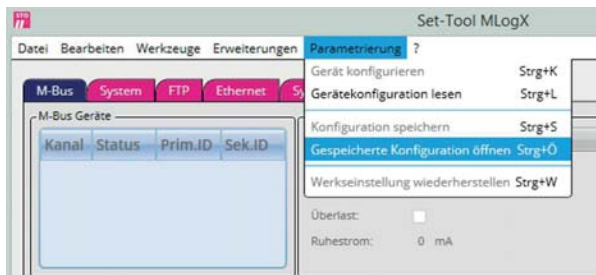 STO
Set-Tool MLogX
Datei Bearbeiten Werkzeuge Erweiterungen Parametrierung ?
Gerät konfigurieren Strg+K
Gerätekonfiguration lesen Strg+L
Konfiguration speichern Strg+S
Gespeicherte Konfiguration öffnen Strg+Ö
Werkseinstellung wiederherstellen Strg+W
M-Bus System FTP Ethernet Sy
M-Bus Geräte
Kanal Status Prim.ID Sek.ID
Überlast:
Ruhestrom: 0 mA